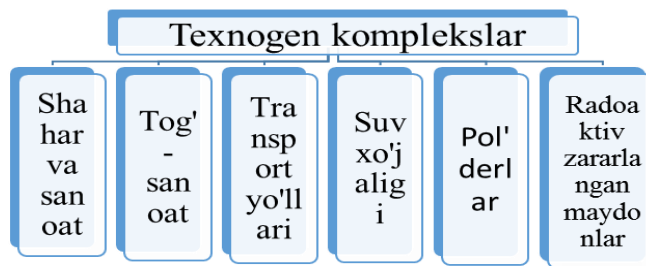 Texnogen komplekslar
Sha
har
va
san
oat
Tog'
-
san
oat
Tra
nsp
ort
yo'll
ari
Suv
xo'j
alig
i
Pol'
derl
ar
Radoa
ktiv
zararla
ngan
maydo
nlar